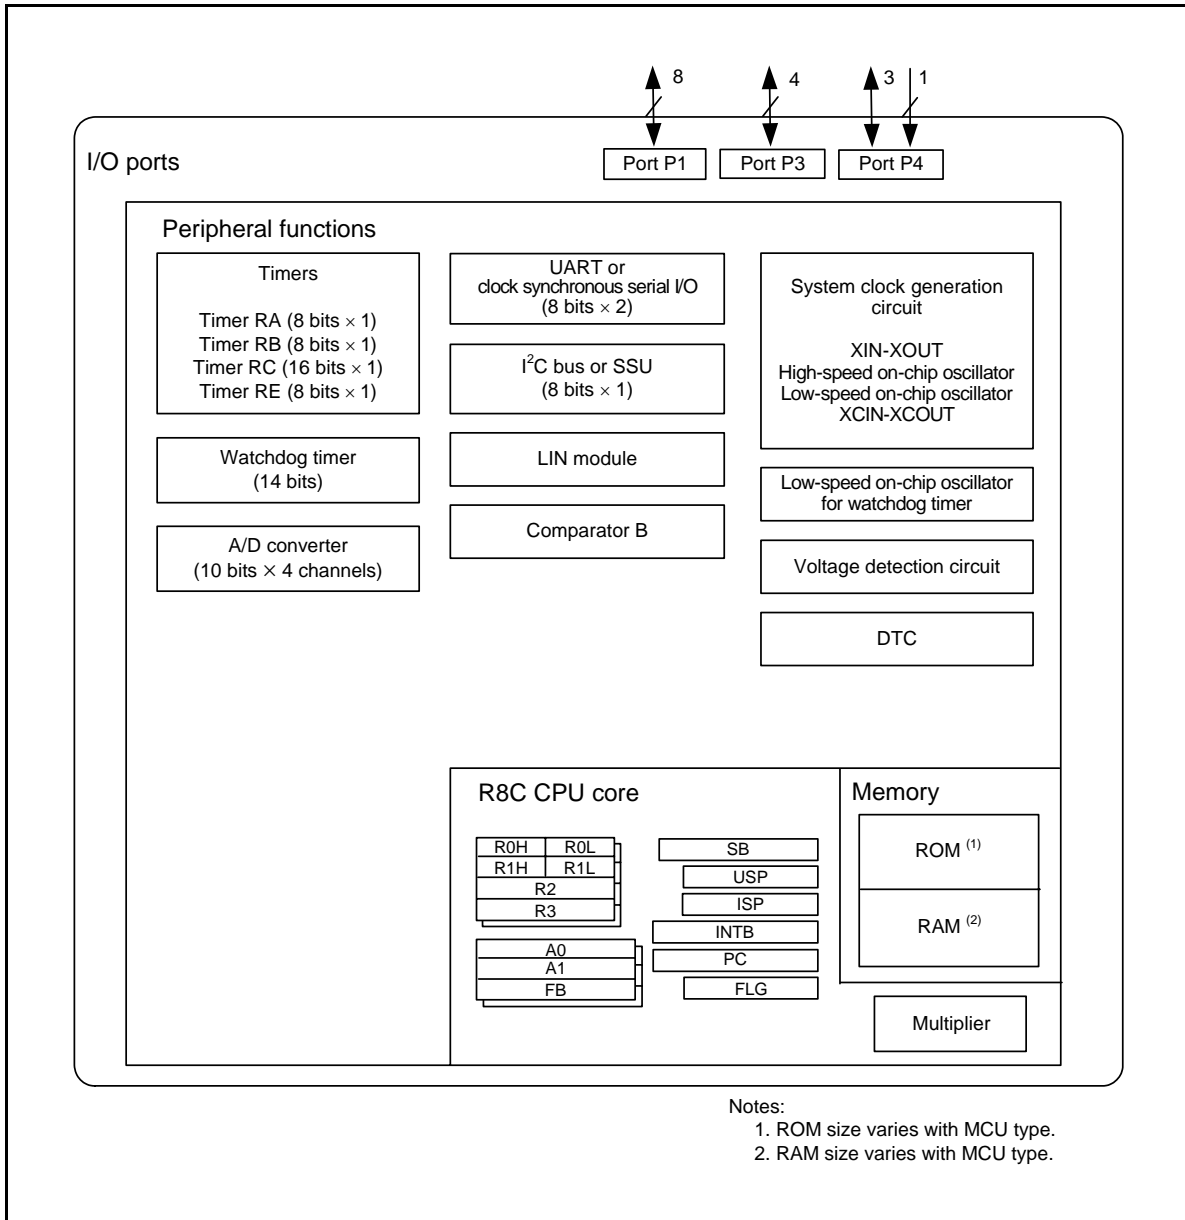 8
4
3
1
I/O ports
Port P1
Port P3
Port P4
Peripheral functions
Timers
Timer RA (8 bits × 1)
Timer RB (8 bits × 1)
Timer RC (16 bits × 1)
Timer RE (8 bits × 1)
Watchdog timer
(14 bits)
A/D converter
(10 bits × 4 channels)
UART or
clock synchronous serial I/O
(8 bits × 2)
I²C bus or SSU
(8 bits × 1)
LIN module
Comparator B
System clock generation
circuit
XIN-XOUT
High-speed on-chip oscillator
Low-speed on-chip oscillator
XCIN-XCOUT
Low-speed on-chip oscillator
for watchdog timer
Voltage detection circuit
DTC
R8C CPU core
R0H
R0L
R1H
R1L
R2
R3
A0
A1
FB
SB
USP
ISP
INTB
PC
FLG
Memory
ROM (1)
RAM (2)
Multiplier
Notes:
1. ROM size varies with MCU type.
2. RAM size varies with MCU type.